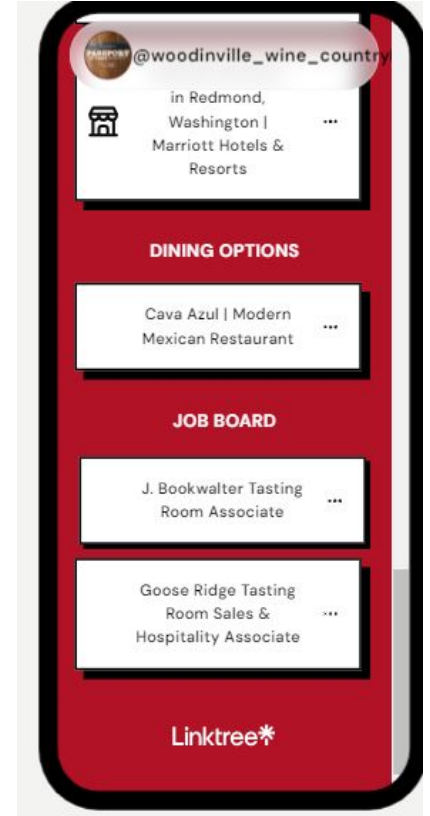 PASSPORT
@woodinville_wine_country
in Redmond,
Washington |
Marriott Hotels &
Resorts
DINING OPTIONS
Cava Azul | Modern
Mexican Restaurant
JOB BOARD
J. Bookwalter Tasting
Room Associate
Goose Ridge Tasting
Room Sales &
Hospitality Associate
Linktree